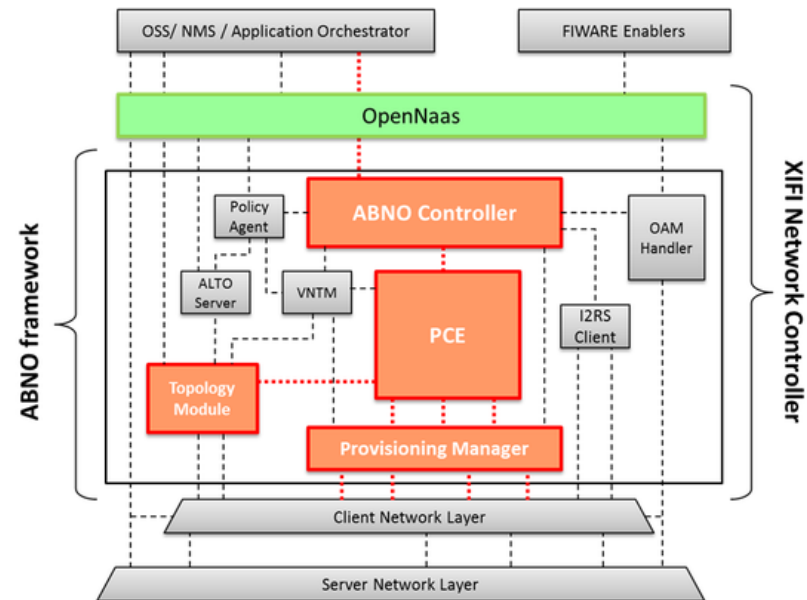 OSS/ NMS / Application Orchestrator
FIWARE Enablers
OpenNaas
ABNO framework
XIFI Network Controller
Policy
Agent
ABNO Controller
OAM
Handler
ALTO
Server
VNTM
PCE
I2RS
Client
Topology
Module
Provisioning Manager
Client Network Layer
Server Network Layer